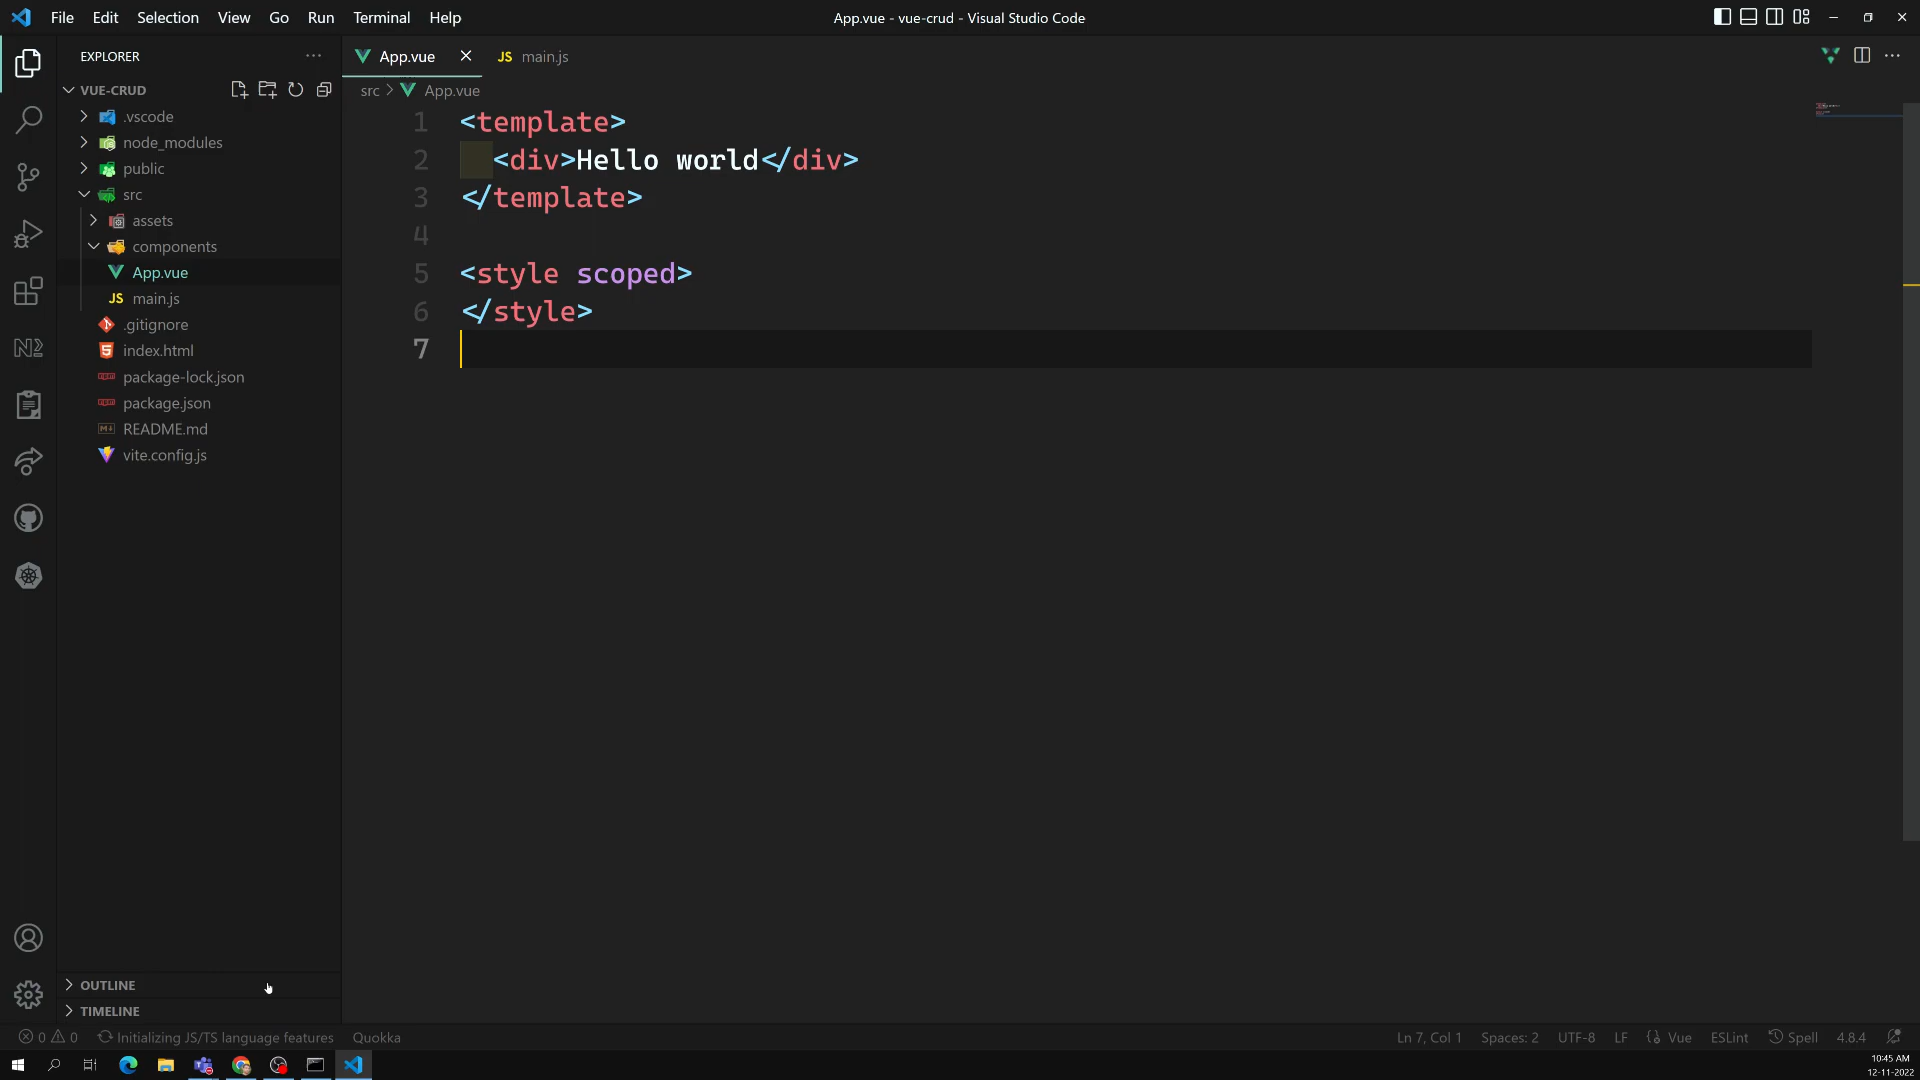 File Edit Selection View Go Run Terminal Help
App.vue - vue-crud - Visual Studio Code
EXPLORER
VUE-CRUD
.vscode
node_modules
public
src
assets
components
App.vue
JS main.js
.gitignore
index.html
package-lock.json
package.json
README.md
vite.config.js
OUTLINE
TIMELINE
App.vue
JS main.js
src > App.vue
1 <template>
2 <div>Hello world</div>
3 </template>
4
5 <style scoped>
6 </style>
7
0 0 Initializing JS/TS language features Quokka
Ln 7, Col 1 Spaces: 2 UTF-8 LF Vue ESLint Spell 4.8.4
10:45 AM
12-11-2022